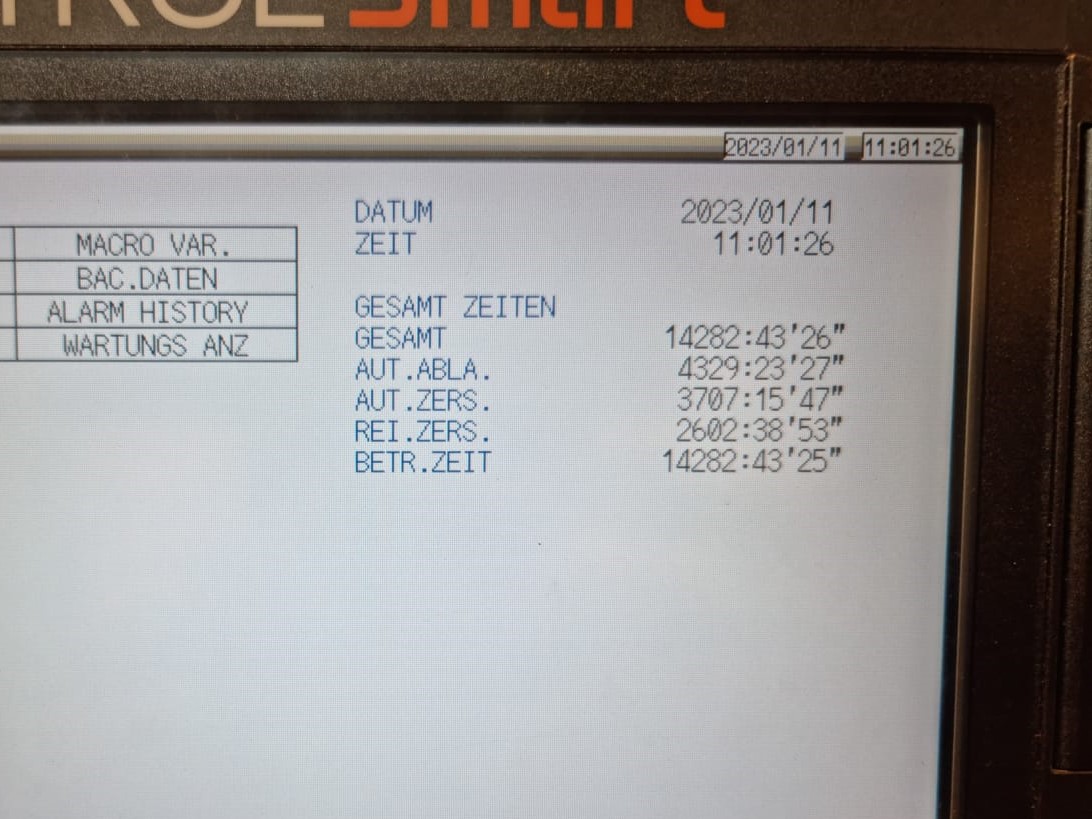 Smart
2023/01/11 11:01:26
DATUM 2023/01/11
ZEIT 11:01:26
MACRO VAR.
BAC.DATEN
ALARM HISTORY
WARTUNGS ANZ
GESAMT ZEITEN
GESAMT 14282:43'26"
AUT.ABLA. 4329:23'27"
AUT.ZERS. 3707:15'47"
REI.ZERS. 2602:38'53"
BETR.ZEIT 14282:43'25"